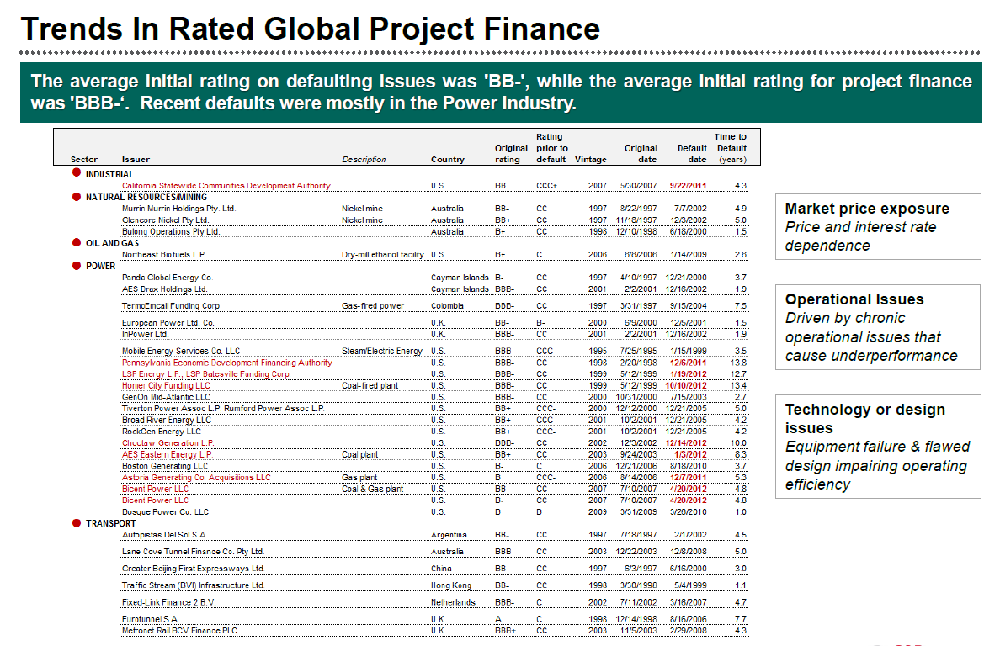 Trends In Rated Global Project Finance
The average initial rating on defaulting issues was 'BB-', while the average initial rating for project finance
was 'BBB-‘. Recent defaults were mostly in the Power Industry.
Rating Time to
Original prior to Original Default Default
Sector Issuer Description Country rating default Vintage date date (years)
INDUSTRIAL
California Statewide Communities Development Authority U.S. BB CCC+ 2007 5/30/2007 9/22/2011 4.3
NATURAL RESOURCES/MINING
Murrin Murrin Holdings Pty. Ltd. Nickel mine Australia BB- CC 1997 8/22/1997 7/7/2002 4.9
Glencore Nickel Pty Ltd. Nickel mine Australia BB+ CC 1997 11/18/1997 12/3/2002 5.0
Bulong Operations Pty Ltd. Australia B+ CC 1998 12/10/1998 6/18/2000 1.5
OIL AND GAS
Northeast Biofuels L.P. Dry-mill ethanol facility U.S. B+ C 2006 6/8/2006 1/14/2009 2.6
POWER
Panda Global Energy Co. Cayman Islands B- CC 1997 4/10/1997 12/21/2000 3.7
AES Drax Holdings Ltd. Cayman Islands BBB- CC 2001 2/2/2001 12/16/2002 1.9
TermoEmcali Funding Corp Gas-fired power Colombia BBB- CC 1997 3/31/1997 9/15/2004 7.5
European Power Ltd. Co. U.K. BB- B- 2000 6/9/2000 12/5/2001 1.5
InPower Ltd. U.K. BBB- CC 2001 2/2/2001 12/16/2002 1.9
Mobile Energy Services Co. LLC Steam/Electric Energy U.S. BBB- CCC 1995 7/25/1995 1/15/1999 3.5
Pennsylvania Economic Development Financing Authority U.S. BBB- CC 1998 2/20/1998 12/6/2011 13.8
LSP Energy L.P., LSP Batesville Funding Corp. U.S. BBB- CC 1999 5/12/1999 1/19/2012 12.7
Homer City Funding LLC Coal-fired plant U.S. BBB- CC 1999 5/12/1999 10/10/2012 13.4
GenOn Mid-Atlantic LLC U.S. BBB- CC 2000 10/31/2000 7/15/2003 2.7
Tiverton Power Assoc L.P, Rumford Power Assoc L.P. U.S. BB+ CCC- 2000 12/12/2000 12/21/2005 5.0
Broad River Energy LLC U.S. BB+ CCC- 2001 10/2/2001 12/21/2005 4.2
RockGen Energy LLC U.S. BB+ CCC- 2001 10/2/2001 12/21/2005 4.2
Choctaw Generation L.P. U.S. BBB- CC 2002 12/3/2002 12/14/2012 10.0
AES Eastern Energy L.P. Coal plant U.S. BB+ CC 2003 9/24/2003 1/3/2012 8.3
Boston Generating LLC U.S. B- C 2006 12/21/2006 8/18/2010 3.7
Astoria Generating Co. Acquisitions LLC Gas plant U.S. B CCC- 2006 8/14/2006 12/7/2011 5.3
Bicent Power LLC Coal & Gas plant U.S. BB- CC 2007 7/10/2007 4/20/2012 4.8
Bicent Power LLC U.S. B- CC 2007 7/10/2007 4/20/2012 4.8
Bosque Power Co. LLC U.S. B B 2009 3/31/2009 3/28/2010 1.0
TRANSPORT
Autopistas Del Sol S.A. Argentina BB- CC 1997 7/18/1997 2/1/2002 4.5
Lane Cove Tunnel Finance Co. Pty Ltd. Australia BBB- CC 2003 12/22/2003 12/8/2008 5.0
Greater Beijing First Expressways Ltd. China BB CC 1997 6/3/1997 6/16/2000 3.0
Traffic Stream (BVI) Infrastructure Ltd. Hong Kong BB- CC 1998 3/30/1998 5/4/1999 1.1
Fixed-Link Finance 2 B.V. Netherlands BBB- C 2002 7/11/2002 3/16/2007 4.7
Eurotunnel S.A. U.K. A C 1998 12/14/1998 8/16/2006 7.7
Metronet Rail BCV Finance PLC U.K. BBB+ CC 2003 11/5/2003 2/29/2008 4.3
Market price exposure
Price and interest rate
dependence
Operational Issues
Driven by chronic
operational issues that
cause underperformance
Technology or design
issues
Equipment failure & flawed
design impairing operating
efficiency